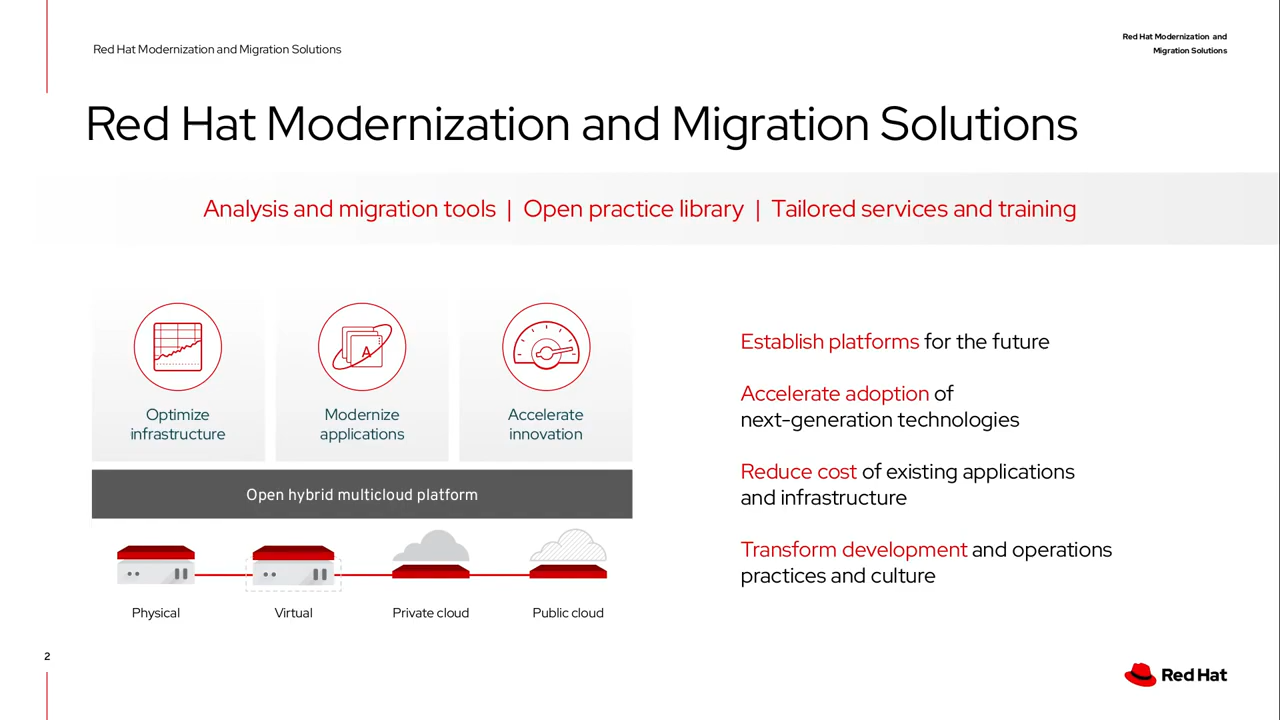 Red Hat Modernization and Migration Solutions
Red Hat Modernization and
Migration Solutions
Red Hat Modernization and Migration Solutions
Analysis and migration tools | Open practice library | Tailored services and training
Optimize
infrastructure
Modernize
applications
Accelerate
innovation
Open hybrid multicloud platform
Physical
Virtual
Private cloud
Public cloud
Establish platforms for the future
Accelerate adoption of
next-generation technologies
Reduce cost of existing applications
and infrastructure
Transform development and operations
practices and culture
A
2
Red Hat